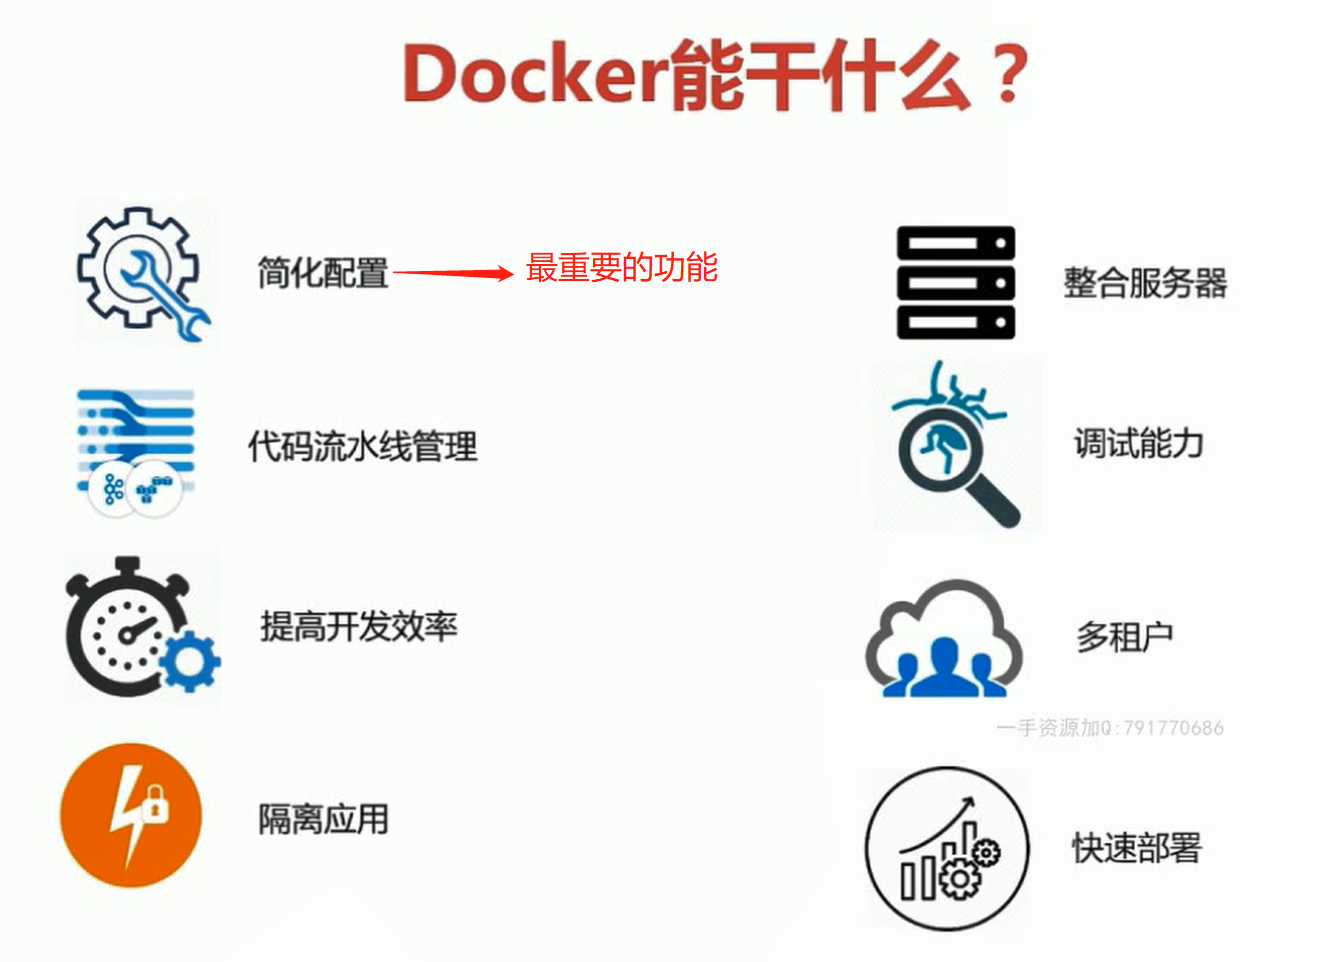 Docker能干什么？
简化配置
最重要的功能
整合服务器
代码流水线管理
调试能力
提高开发效率
多租户
一手资源加Q:791770686
隔离应用
快速部署